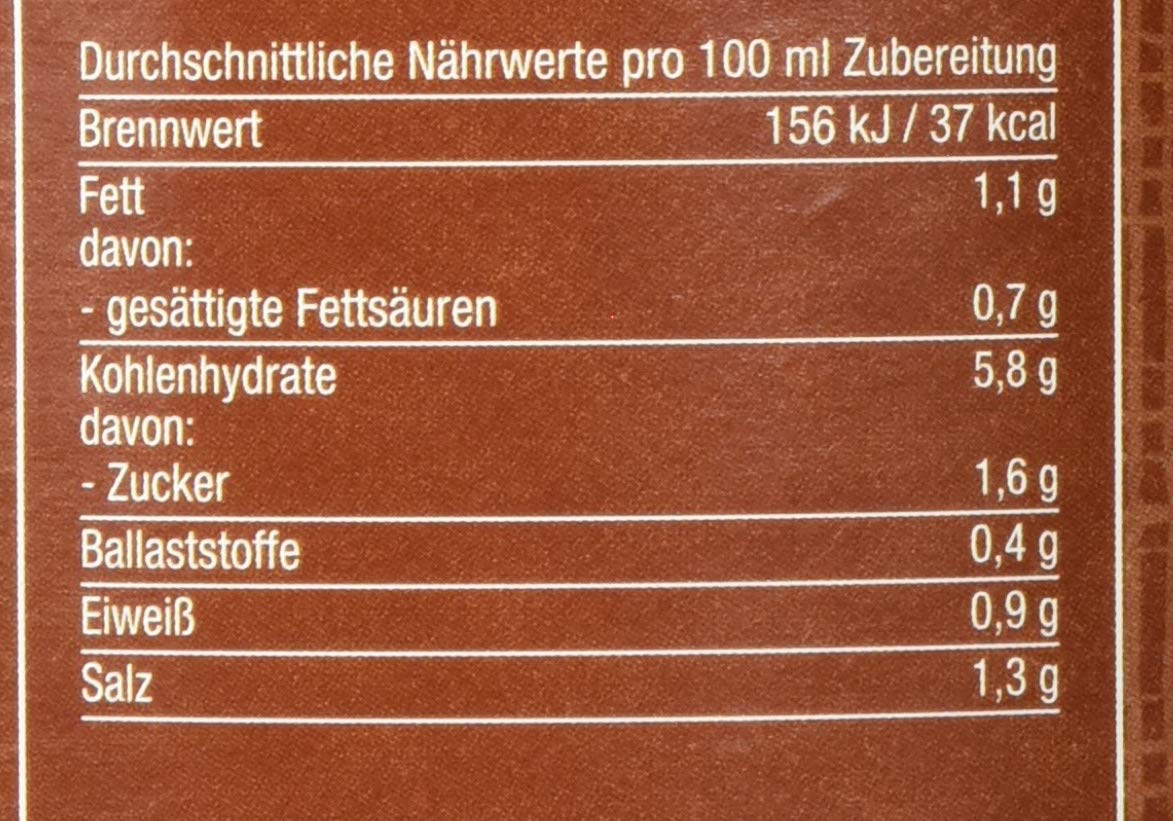 Durchschnittliche Nährwerte pro 100 ml Zubereitung
Brennwert 156 kJ / 37 kcal
Fett 1,1 g
davon:
- gesättigte Fettsäuren 0,7 g
Kohlenhydrate 5,8 g
davon:
- Zucker 1,6 g
Ballaststoffe 0,4 g
Eiweiß 0,9 g
Salz 1,3 g